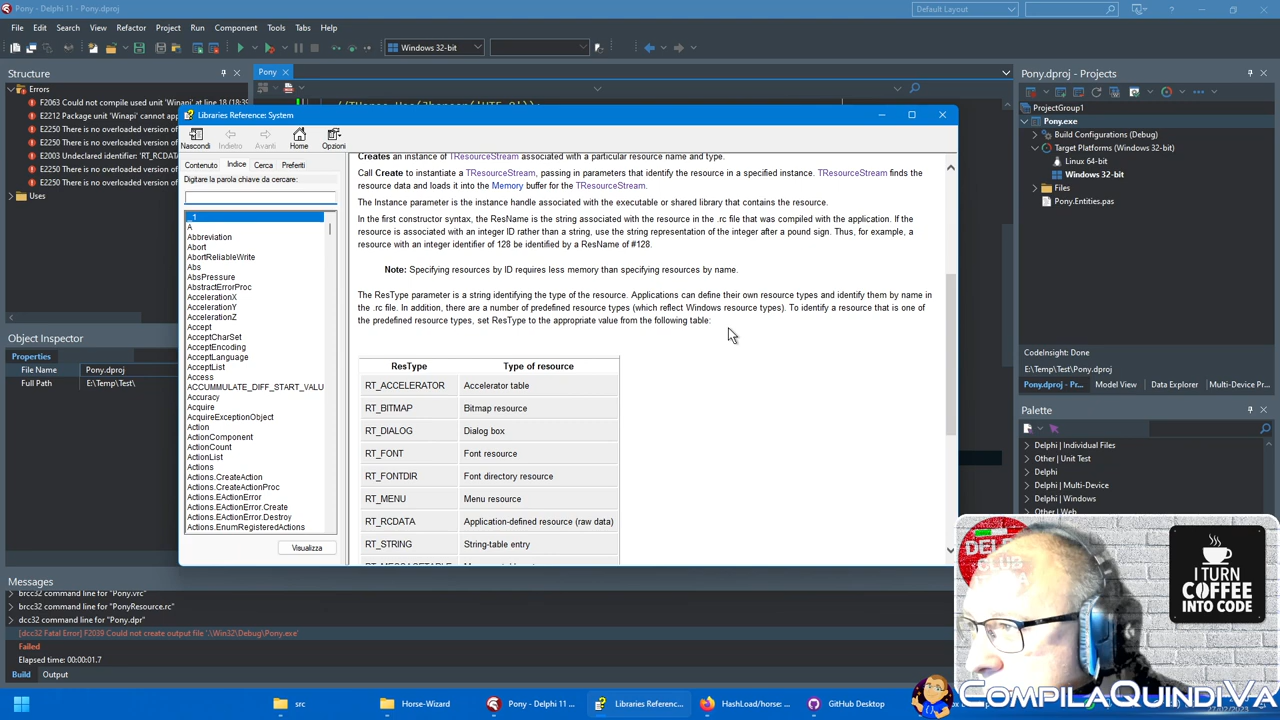 Pony - Delphi 11 - Pony.dproj
Default Layout
File Edit Search View Refactor Project Run Component Tools Tabs Help
Windows 32-bit
Structure
Errors
F2063 Could not compile used unit 'Winapi' at line 18 (18:39)
E2212 Package unit 'Winapi' cannot app
E2250 There is no overloaded version of
E2250 There is no overloaded version of
E2003 Undeclared identifier: 'RT_RCDATA
E2250 There is no overloaded version of
E2250 There is no overloaded version of
Uses
Object Inspector
Properties
File Name Pony.dproj
Full Path E:\Temp\Test\
Pony
Libraries Reference: System
Nascondi Indietro Avanti Home Opzioni
Contenuto Indice Cerca Preferiti
Digitare la parola chiave da cercare:
_1
A
Abbreviation
Abort
AbortReliableWrite
Abs
AbsPressure
AbstractErrorProc
AccelerationX
AccelerationY
AccelerationZ
Accept
AcceptCharSet
AcceptEncoding
AcceptLanguage
AcceptList
Access
ACCUMMULATE_DIFF_START_VALU
Accuracy
Acquire
AcquireExceptionObject
Action
ActionComponent
ActionCount
ActionList
Actions
Actions.CreateAction
Actions.CreateActionProc
Actions.EActionError
Actions.EActionError.Create
Actions.EActionError.Destroy
Actions.EnumRegisteredActions
Visualizza
Creates an instance of TResourceStream associated with a particular resource name and type.
Call Create to instantiate a TResourceStream, passing in parameters that identify the resource in a specified instance. TResourceStream finds the
resource data and loads it into the Memory buffer for the TResourceStream.
The Instance parameter is the instance handle associated with the executable or shared library that contains the resource.
In the first constructor syntax, the ResName is the string associated with the resource in the .rc file that was compiled with the application. If the
resource is associated with an integer ID rather than a string, use the string representation of the integer after a pound sign. Thus, for example, a
resource with an integer identifier of 128 be identified by a ResName of #128.
Note: Specifying resources by ID requires less memory than specifying resources by name.
The ResType parameter is a string identifying the type of the resource. Applications can define their own resource types and identify them by name in
the .rc file. In addition, there are a number of predefined resource types (which reflect Windows resource types). To identify a resource that is one of
the predefined resource types, set ResType to the appropriate value from the following table:
ResType Type of resource
RT_ACCELERATOR Accelerator table
RT_BITMAP Bitmap resource
RT_DIALOG Dialog box
RT_FONT Font resource
RT_FONTDIR Font directory resource
RT_MENU Menu resource
RT_RCDATA Application-defined resource (raw data)
RT_STRING String-table entry
Pony.dproj - Projects
ProjectGroup1
Pony.exe
Build Configurations (Debug)
Target Platforms (Windows 32-bit)
Linux 64-bit
Windows 32-bit
Files
Pony.Entities.pas
CodeInsight: Done
E:\Temp\Test\Pony.dproj
Pony.dproj - Pr... Model View Data Explorer Multi-Device Pr...
Palette
Delphi | Individual Files
Other | Unit Test
Delphi
Delphi | Multi-Device
Delphi | Windows
Other | Web
Messages
brcc32 command line for "Pony.vrc"
brcc32 command line for "PonyResource.rc"
dcc32 command line for "Pony.dpr"
[dcc32 Fatal Error] F2039 Could not create output file '.\Win32\Debug\Pony.exe'
Failed
Elapsed time: 00:00:01.7
Build Output
I TURN
COFFEE
INTO CODE
COMPILAQUINDIVA
src Horse-Wizard Pony - Delphi 11 ... Libraries Referenc... HashLoad/horse: ... GitHub Desktop